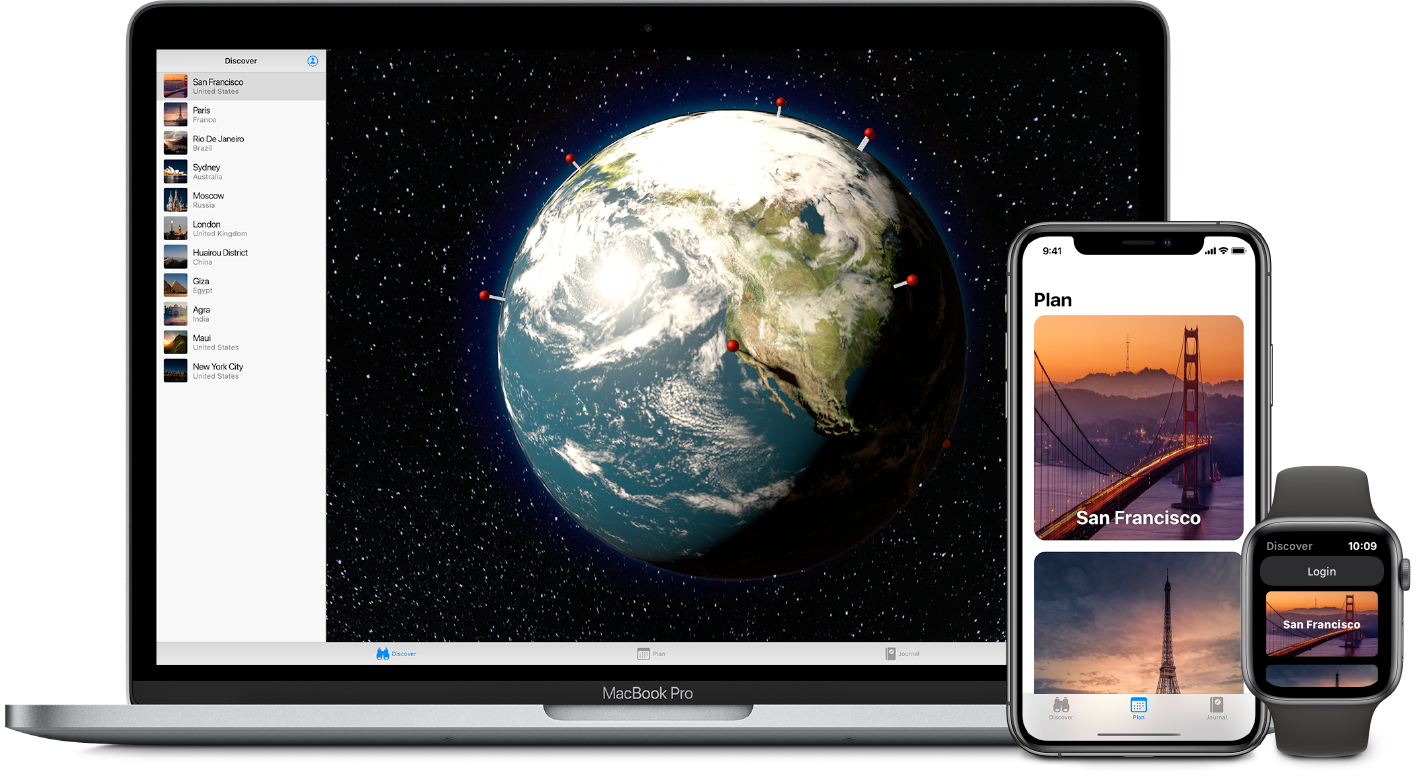 Discover
San Francisco
United States
Paris
France
Rio De Janeiro
Brazil
Sydney
Australia
Moscow
Russia
London
United Kingdom
Huairou District
China
Giza
Egypt
Agra
India
Maui
United States
New York City
United States
Discover
Plan
Journal
MacBook Pro
9:41
Plan
San Francisco
Discover
Plan
Journal
Discover
10:09
Login
San Francisco